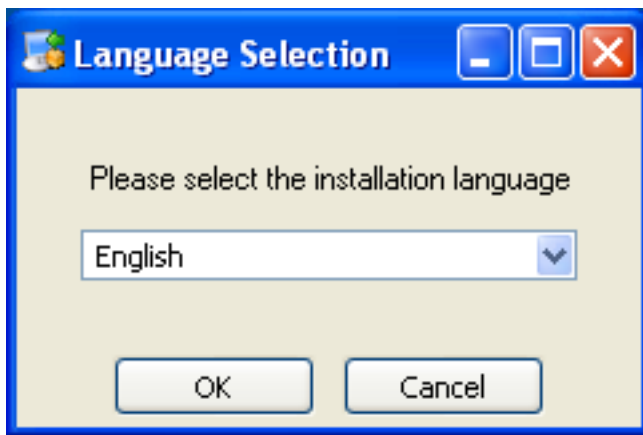 Language Selection
Please select the installation language
English
OK
Cancel